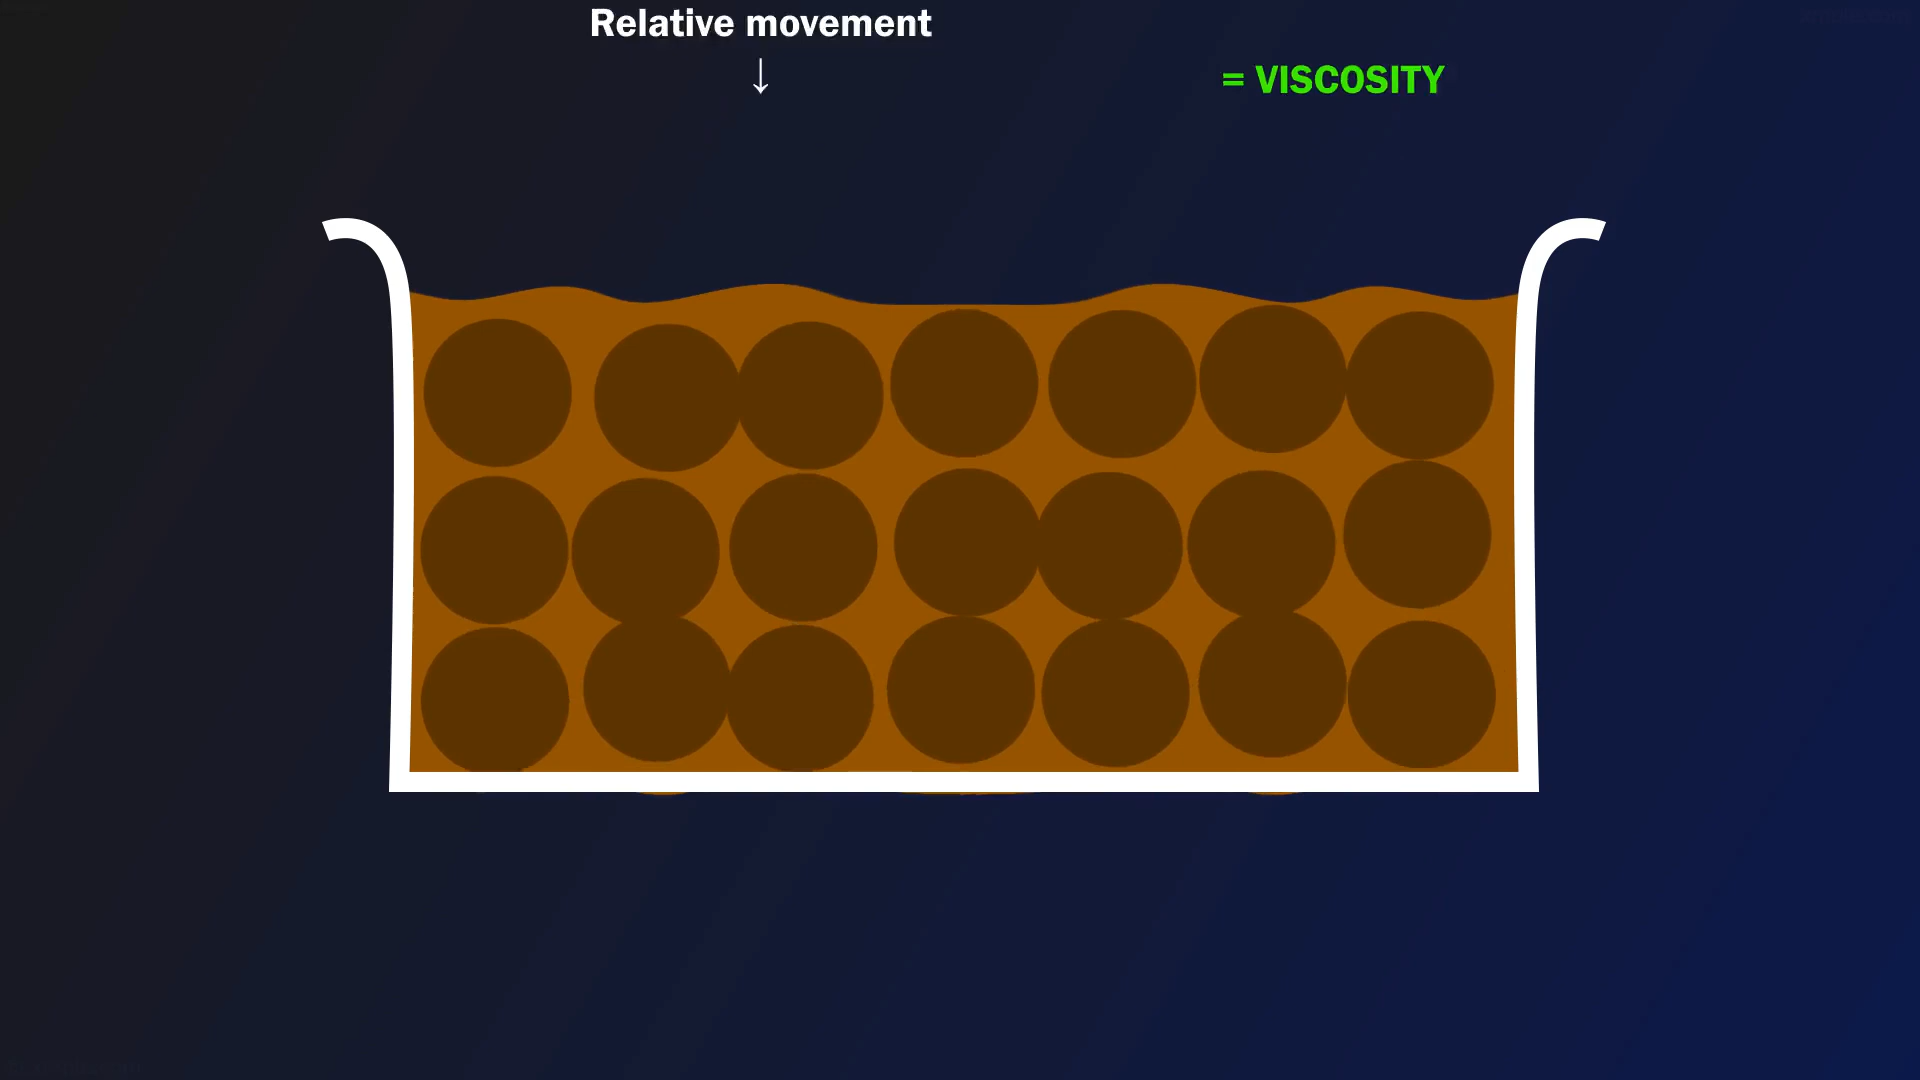 Relative movement
↓
= VISCOSITY